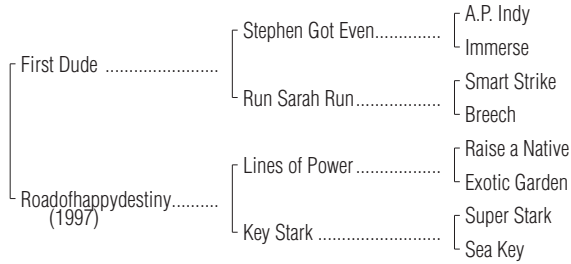 A.P. Indy
Stephen Got Even..............
Immerse
First Dude ........................
Smart Strike
Run Sarah Run..................
Breech
Raise a Native
Lines of Power ..................
Exotic Garden
Roadofhappydestiny..........
(1997)
Super Stark
Key Stark ..........................
Sea Key